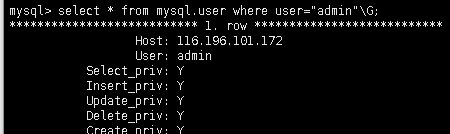 mysql> select * from mysql.user where user="admin"\G;
*************************** 1. row ***************************
Host: 116.196.101.172
User: admin
Select_priv: Y
Insert_priv: Y
Update_priv: Y
Delete_priv: Y
Create_priv: Y